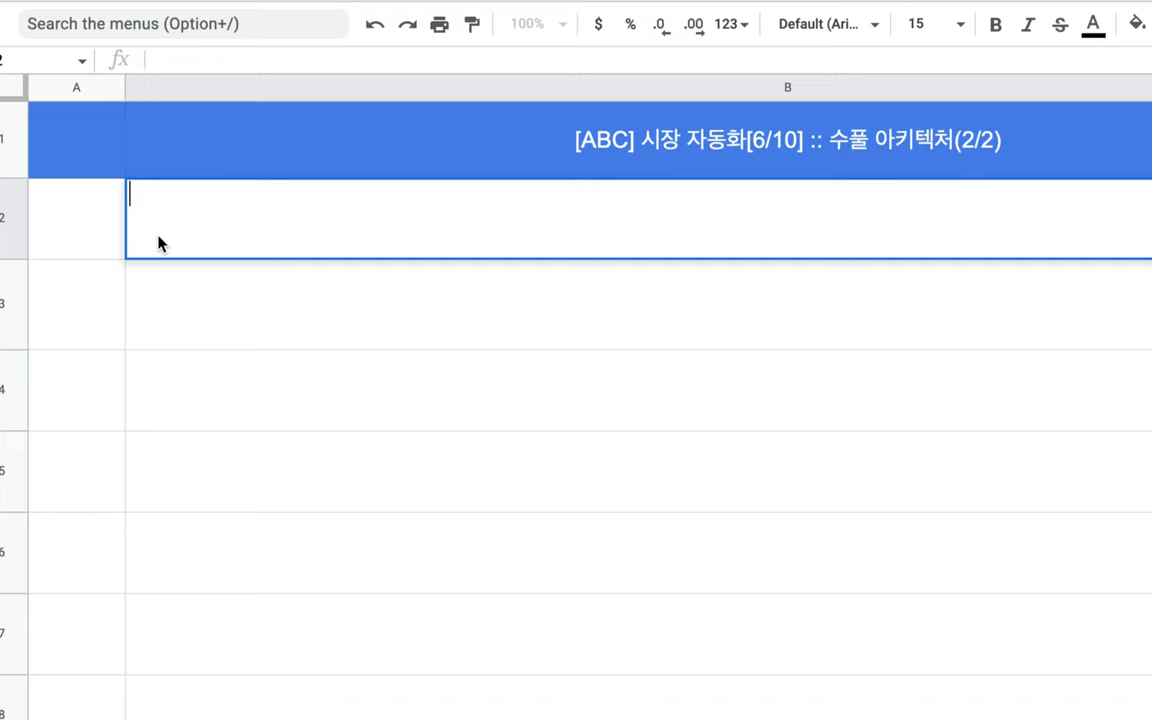 Search the menus (Option+/) 100% $ % .0 .00 123 Default (Ari... 15 B I S A
2 fx
A B
1 [ABC] 시장 자동화[6/10] :: 수풀 아키텍처(2/2)
2
3
4
5
6
7
8